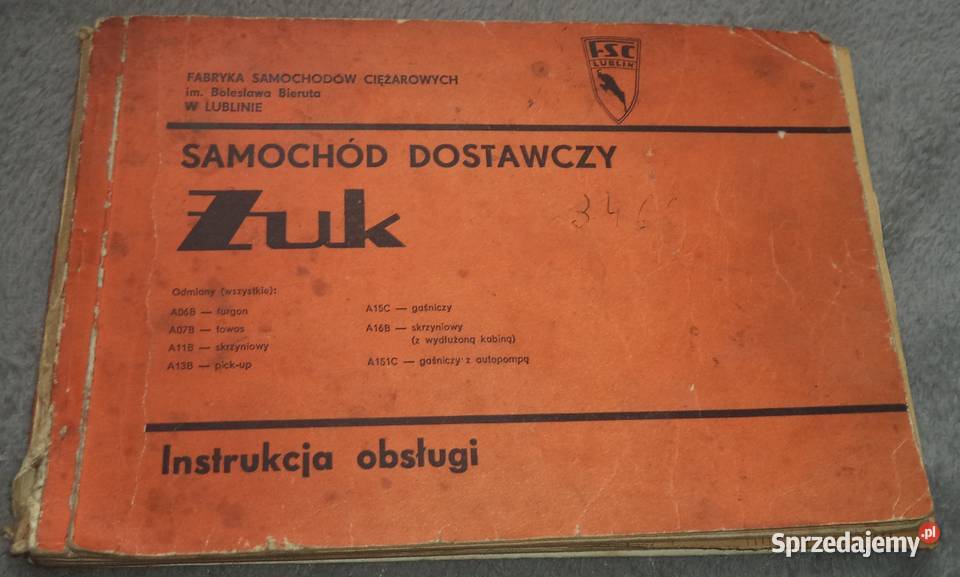 FABRYKA SAMOCHODÓW CIĘŻAROWYCH
im. Bolesława Bieruta
W LUBLINIE
FSC
LUBLIN
SAMOCHÓD DOSTAWCZY
Żuk
Odmiany (wszystkie):
A06B — furgon
A07B — towos
A11B — skrzyniowy
A13B — pick-up
A15C — gaśniczy
A16B — skrzyniowy
(z wydłużoną kabiną)
A151C — gaśniczy z autopompą
Instrukcja obsługi
Sprzedajemy.pl